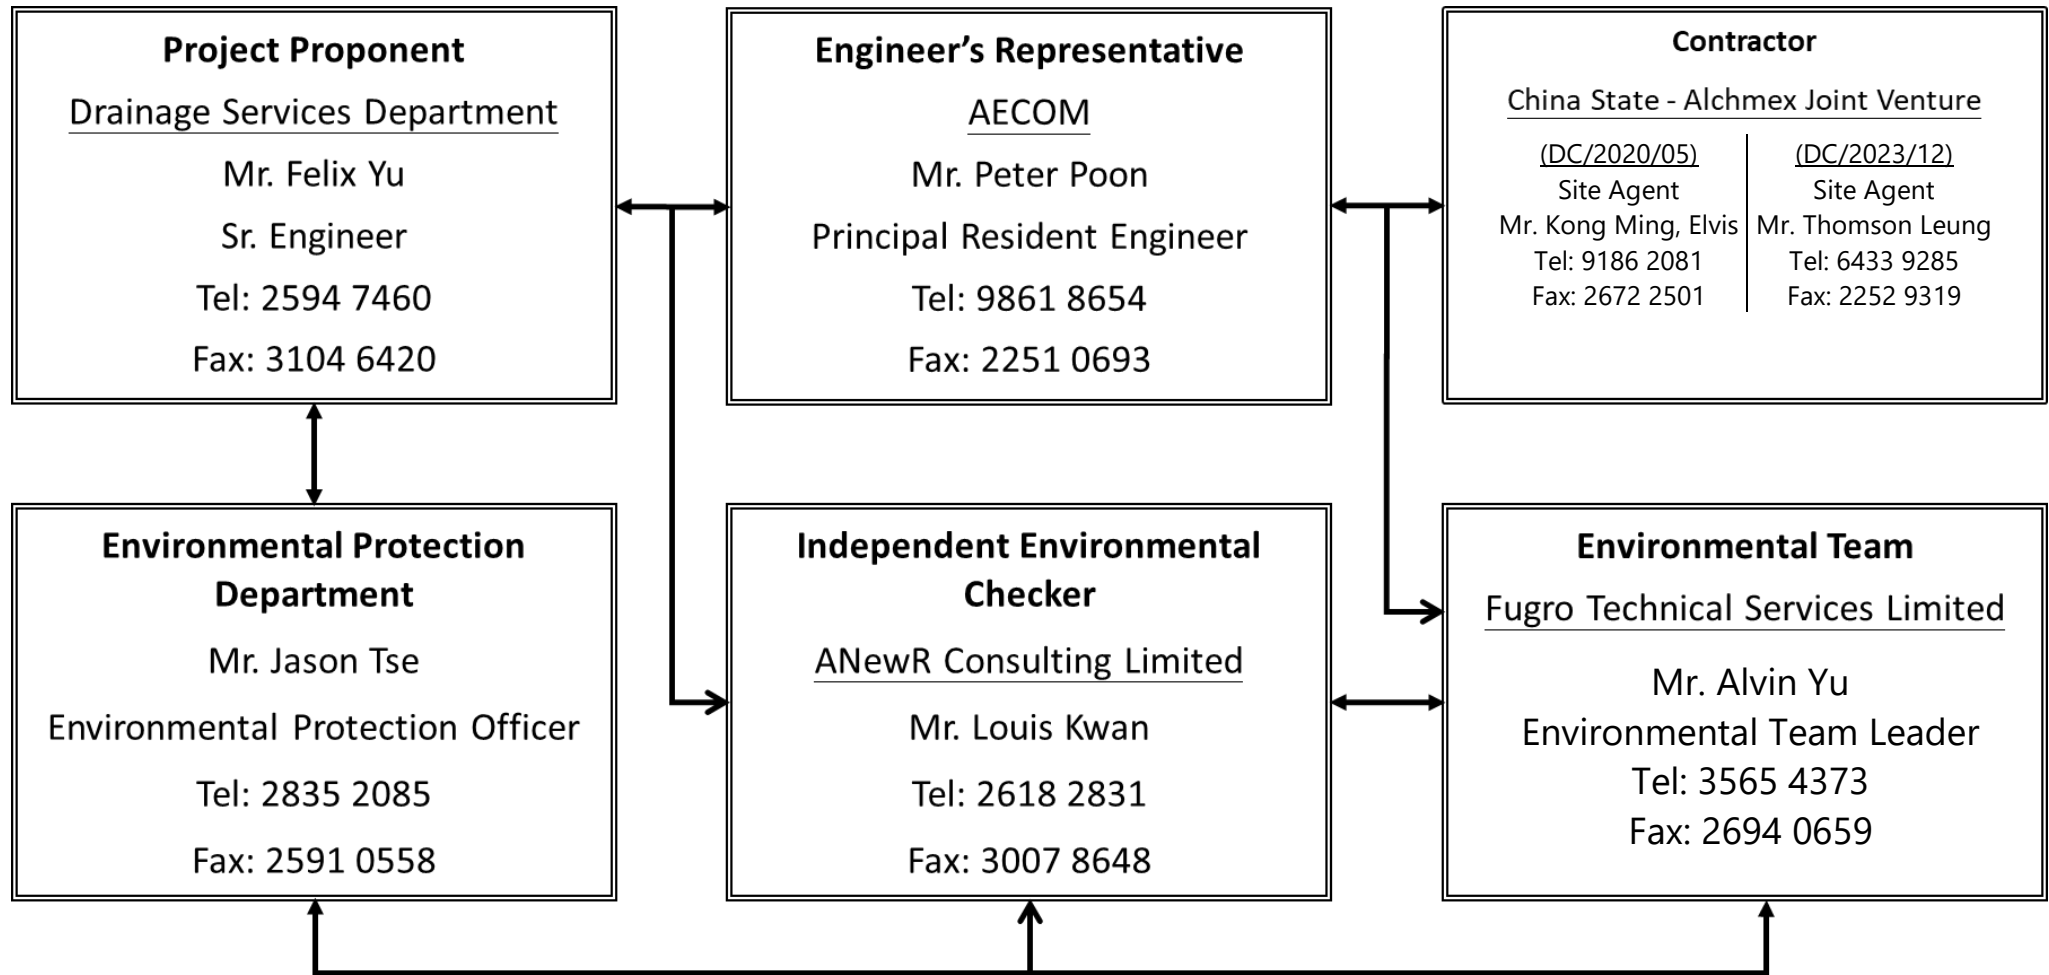 Project Proponent
Drainage Services Department
Mr. Felix Yu
Sr. Engineer
Tel: 2594 7460
Fax: 3104 6420
Engineer’s Representative
AECOM
Mr. Peter Poon
Principal Resident Engineer
Tel: 9861 8654
Fax: 2251 0693
Contractor
China State - Alchmex Joint Venture
(DC/2020/05)
Site Agent
Mr. Kong Ming, Elvis
Tel: 9186 2081
Fax: 2672 2501
(DC/2023/12)
Site Agent
Mr. Thomson Leung
Tel: 6433 9285
Fax: 2252 9319
Environmental Protection
Department
Mr. Jason Tse
Environmental Protection Officer
Tel: 2835 2085
Fax: 2591 0558
Independent Environmental
Checker
ANewR Consulting Limited
Mr. Louis Kwan
Tel: 2618 2831
Fax: 3007 8648
Environmental Team
Fugro Technical Services Limited
Mr. Alvin Yu
Environmental Team Leader
Tel: 3565 4373
Fax: 2694 0659